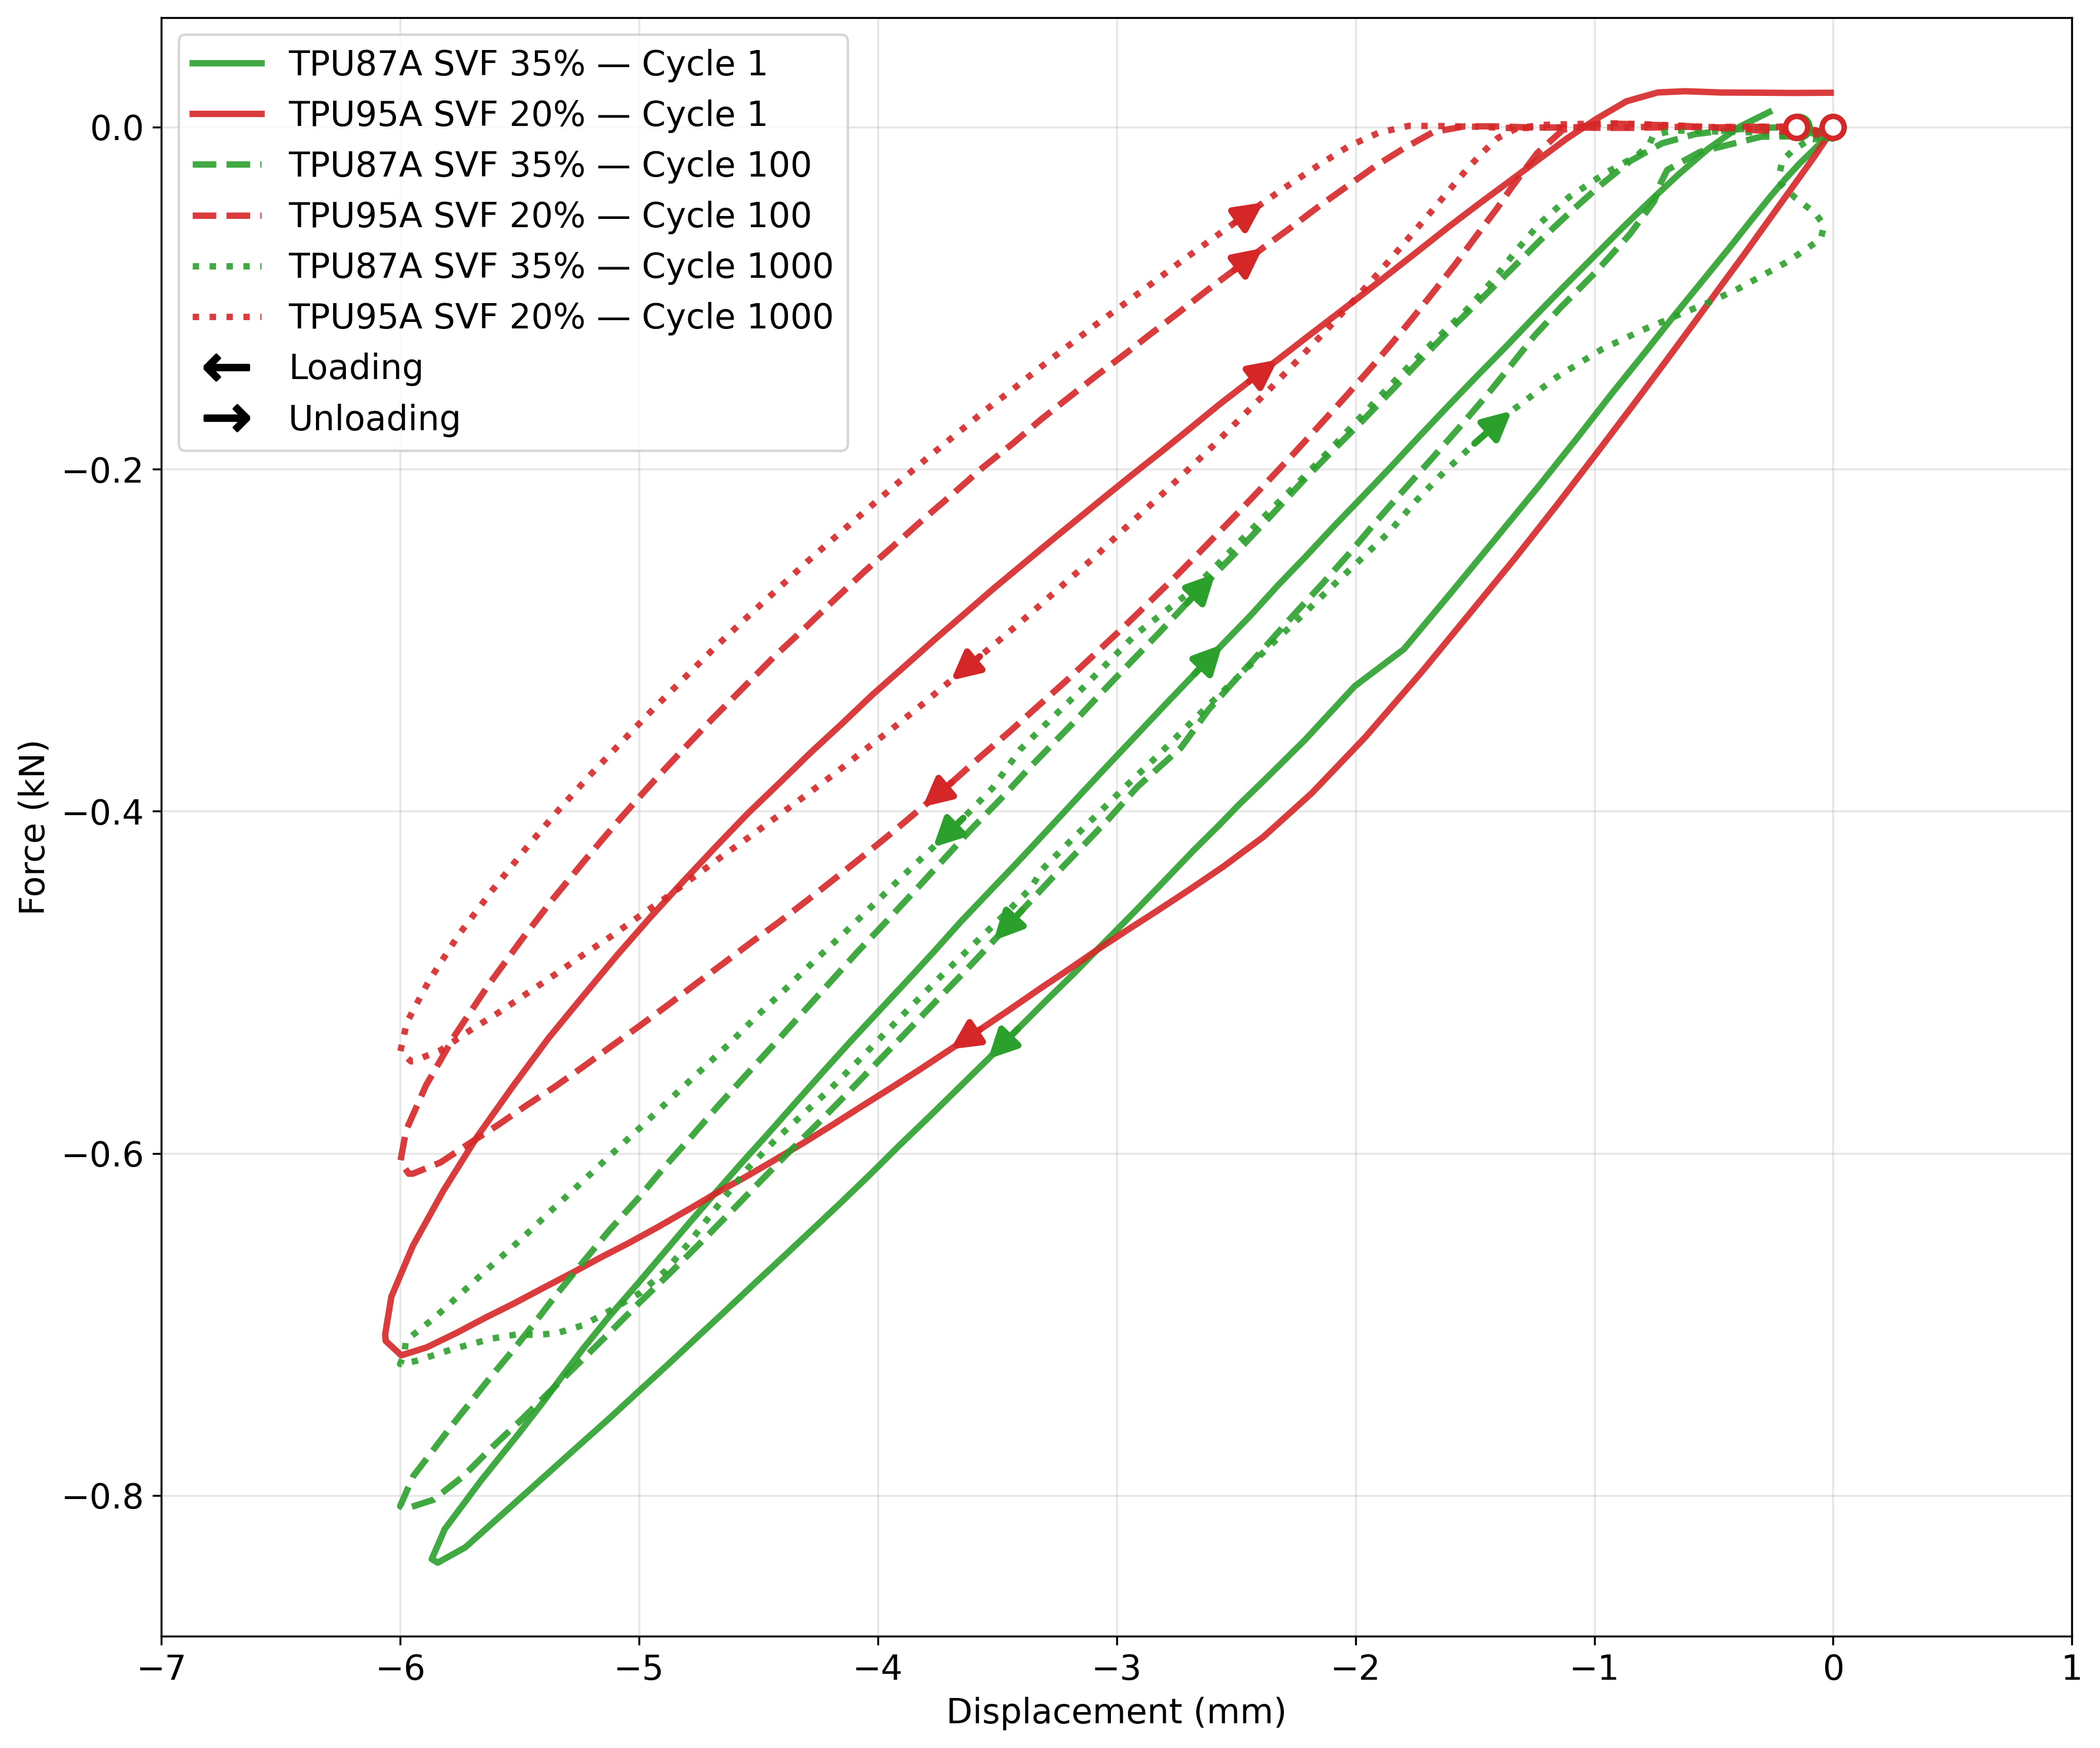 TPU87A SVF 35% — Cycle 1
TPU95A SVF 20% — Cycle 1
TPU87A SVF 35% — Cycle 100
TPU95A SVF 20% — Cycle 100
TPU87A SVF 35% — Cycle 1000
TPU95A SVF 20% — Cycle 1000
Loading
Unloading
0.0
−0.2
−0.4
−0.6
−0.8
Force (kN)
−7 −6 −5 −4 −3 −2 −1 0 1
Displacement (mm)